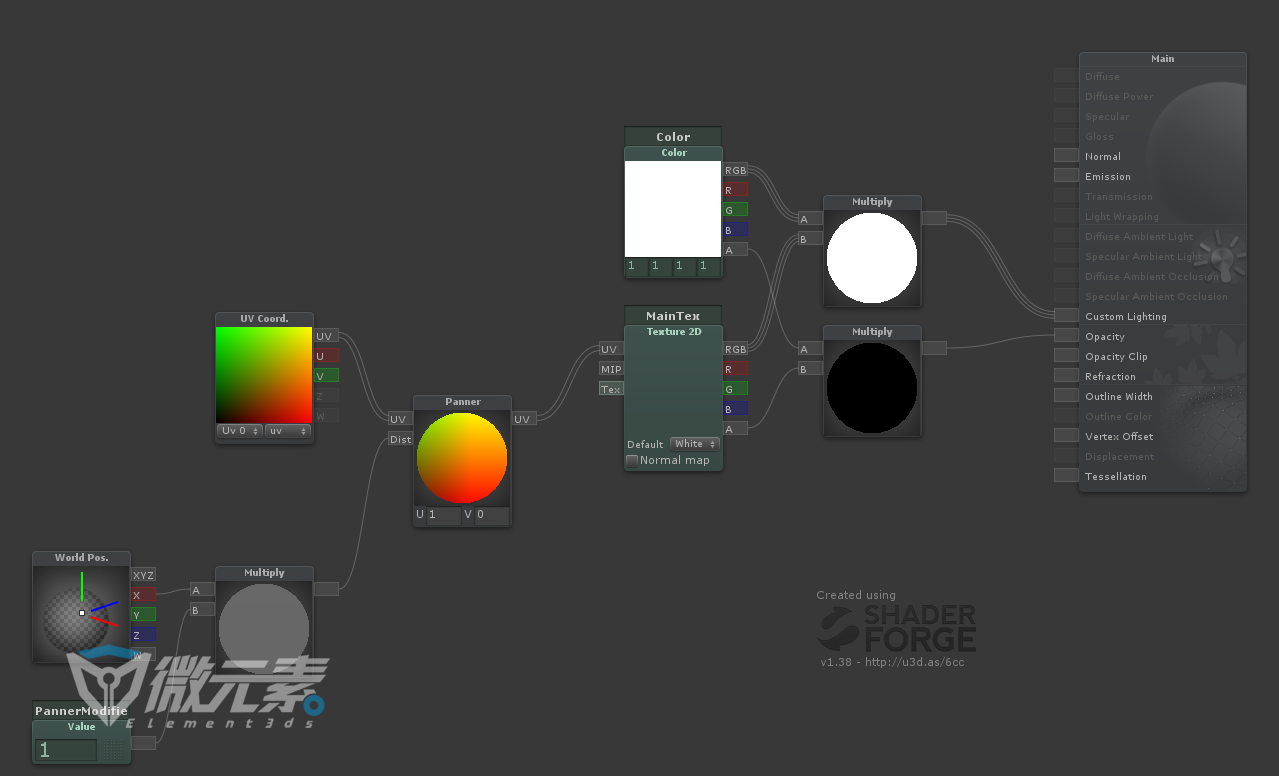 Main
Diffuse
Diffuse Power
Specular
Gloss
Normal
Emission
Transmission
Light Wrapping
Diffuse Ambient Light
Specular Ambient Light
Diffuse Ambient Occlusion
Specular Ambient Occlusion
Custom Lighting
Opacity
Opacity Clip
Refraction
Outline Width
Outline Color
Vertex Offset
Displacement
Tessellation
Color
Color
RGB
R
G
B
A
1 1 1 1
Multiply
A
B
MainTex
Texture 2D
UV
MIP
Tex
RGB
R
G
B
A
Default White
Normal map
Multiply
A
B
UV Coord.
UV
U
V
Z
W
Uv 0 uv
Panner
UV
Dist
UV
U 1 V 0
World Pos.
XYZ
X
Y
Z
W
Multiply
A
B
PannerModifie
Value
1
微元素
Element3ds
Created using
SHADER
FORGE
v1.38 - http://u3d.as/6cc